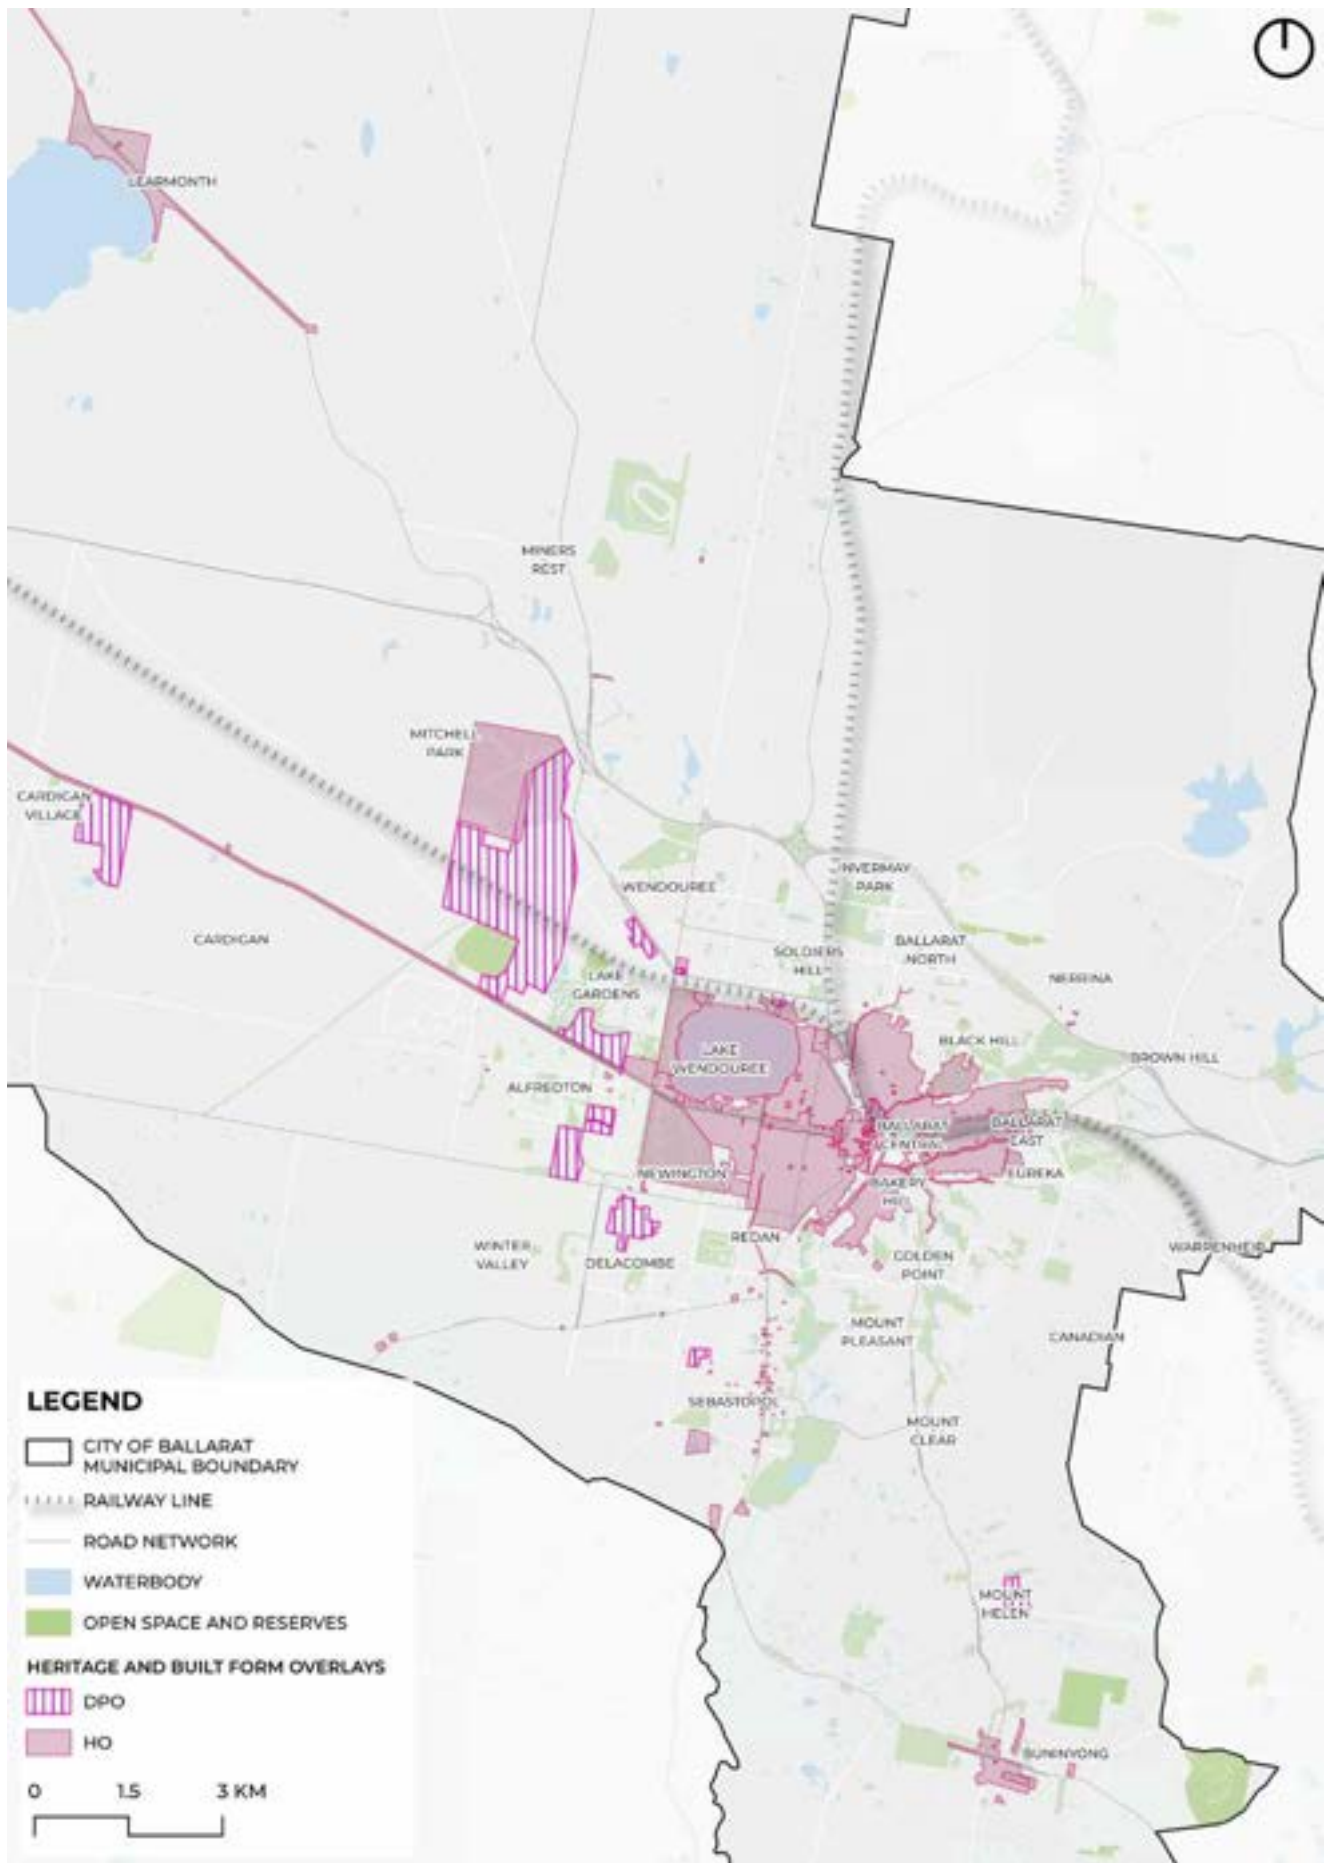 LEARMONTH
MINERS
REST
MITCHELL
PARK
CARDIGAN
VILLAGE
INVERMAY
PARK
WENDOUREE
CARDIGAN
SOLDIERS
HILL
BALLARAT
NORTH
LAKE
GARDENS
NERRINA
BLACK HILL
LAKE
WENDOUREE
BROWN HILL
ALFREDTON
BALLARAT
CENTRAL
BALLARAT
EAST
NEWINGTON
EUREKA
BAKERY
HILL
REDAN
WINTER
VALLEY
DELACOMBE
GOLDEN
POINT
WARRENHEIP
MOUNT
PLEASANT
CANADIAN
SEBASTOPOL
MOUNT
CLEAR
MOUNT
HELEN
BUNINYONG
LEGEND
CITY OF BALLARAT
MUNICIPAL BOUNDARY
RAILWAY LINE
ROAD NETWORK
WATERBODY
OPEN SPACE AND RESERVES
HERITAGE AND BUILT FORM OVERLAYS
DPO
HO
0 1.5 3 KM